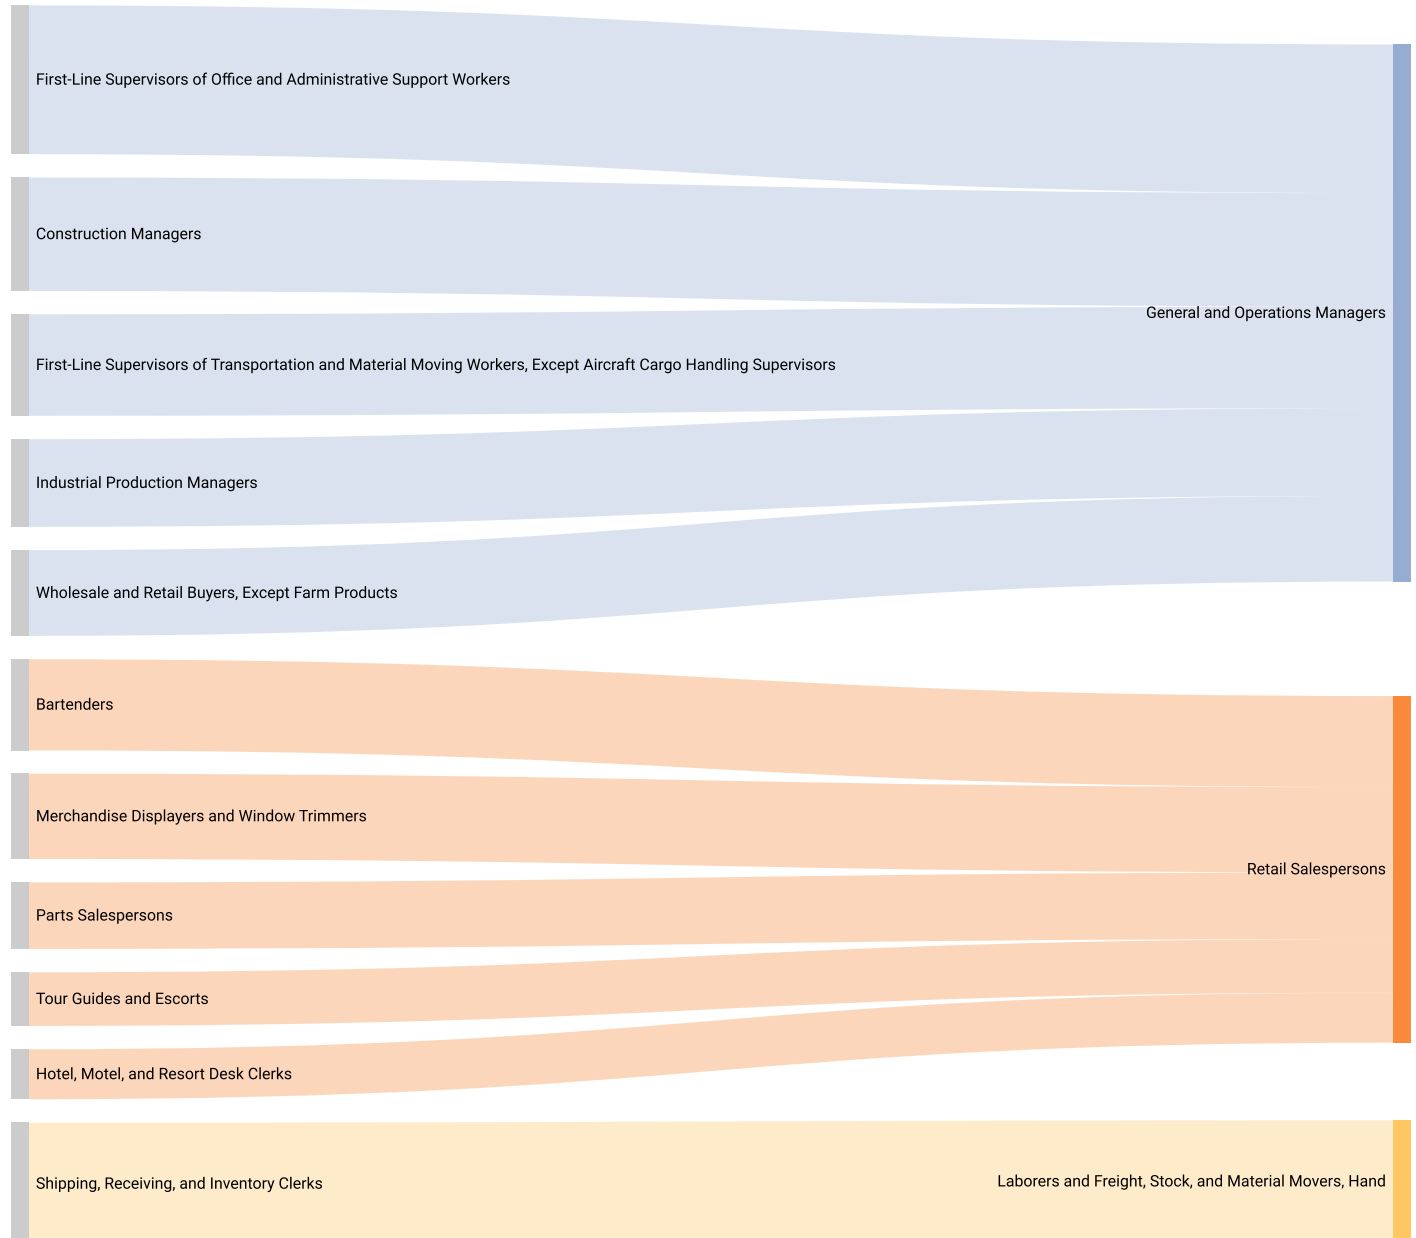 First-Line Supervisors of Office and Administrative Support Workers
Construction Managers
General and Operations Managers
First-Line Supervisors of Transportation and Material Moving Workers, Except Aircraft Cargo Handling Supervisors
Industrial Production Managers
Wholesale and Retail Buyers, Except Farm Products
Bartenders
Merchandise Displayers and Window Trimmers
Retail Salespersons
Parts Salespersons
Tour Guides and Escorts
Hotel, Motel, and Resort Desk Clerks
Shipping, Receiving, and Inventory Clerks
Laborers and Freight, Stock, and Material Movers, Hand